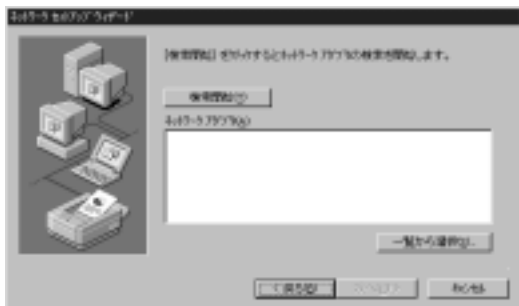 ネットワーク セットアップ ウィザード
[検索開始] をクリックするとネットワーク アダプタの検索を開始します。
検索開始(S)
ネットワーク アダプタ(A)
一覧から選択(L)...
< 戻る(B)
次へ(N) >
キャンセル